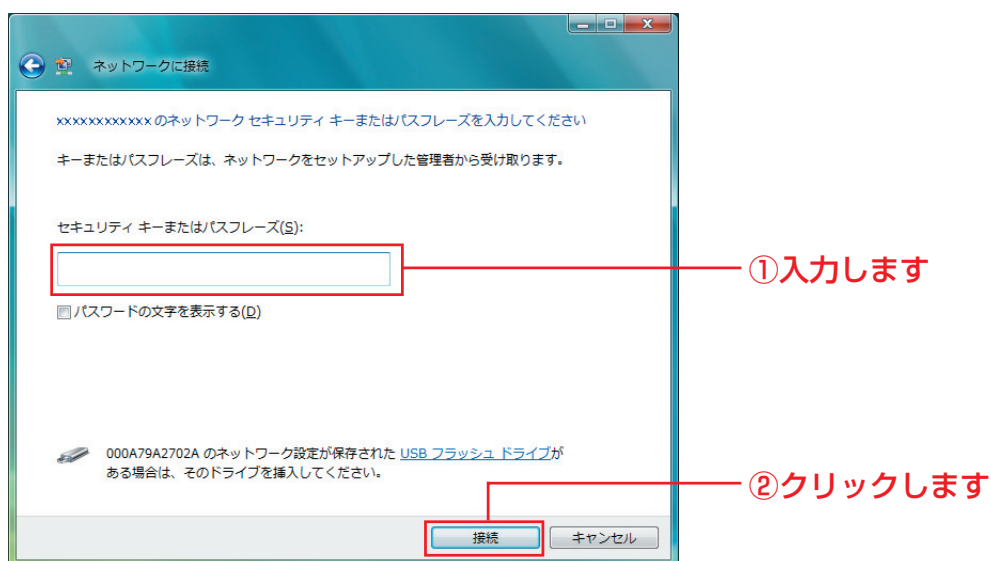 ネットワークに接続
xxxxxxxxxxxx のネットワーク セキュリティ キーまたはパスフレーズを入力してください
キーまたはパスフレーズは、ネットワークをセットアップした管理者から受け取ります。
セキュリティ キーまたはパスフレーズ(S):
①入力します
パスワードの文字を表示する(D)
000A79A2702A のネットワーク設定が保存された USB フラッシュ ドライブが
ある場合は、そのドライブを挿入してください。
②クリックします
接続
キャンセル